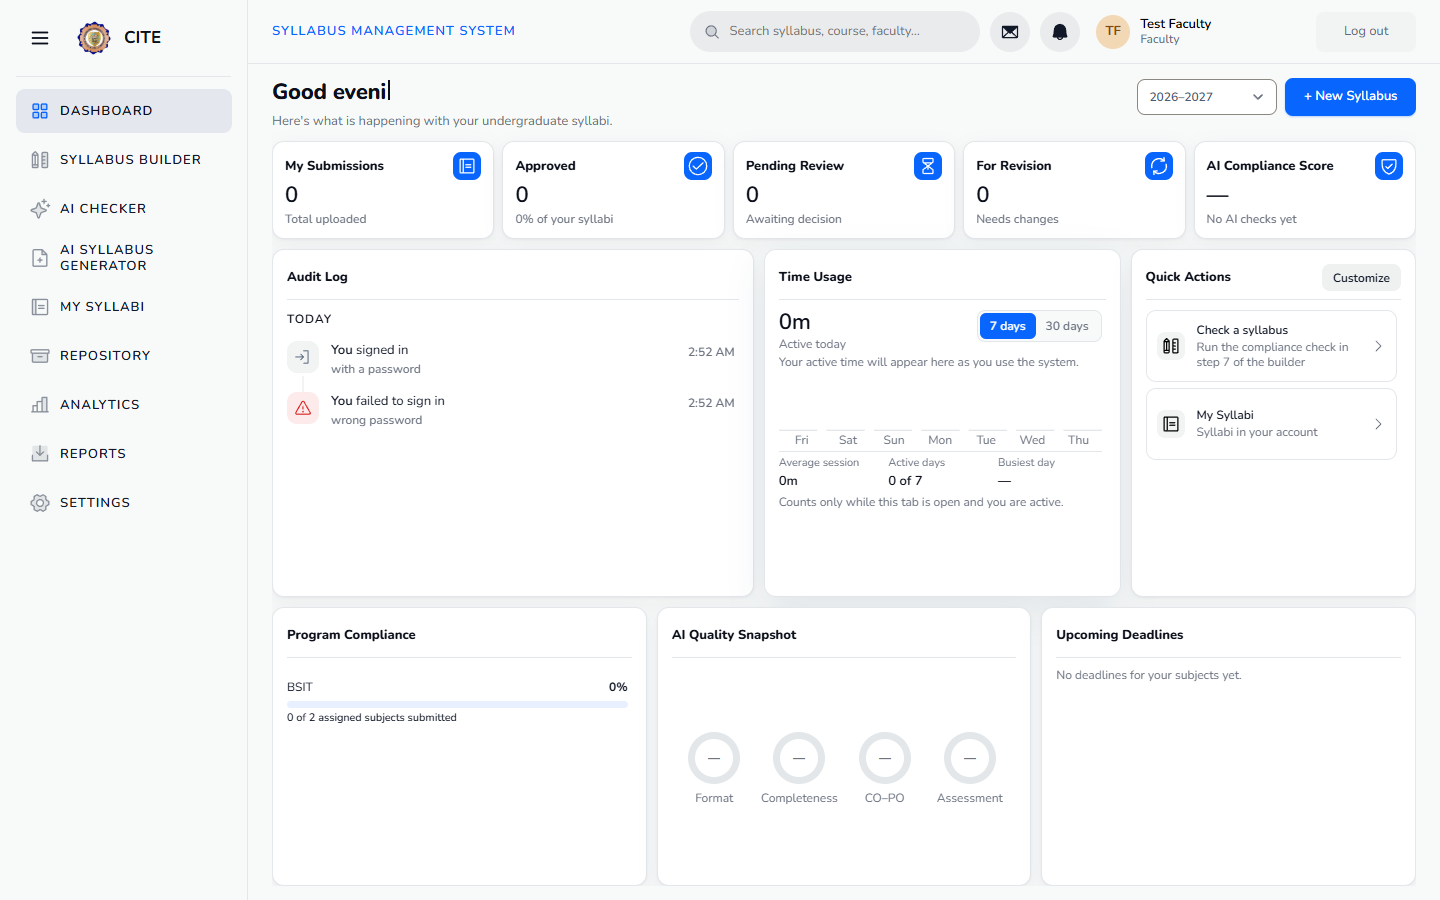 CITE
SYLLABUS MANAGEMENT SYSTEM
Search syllabus, course, faculty...
TF
Test Faculty
Faculty
Log out
DASHBOARD
SYLLABUS BUILDER
AI CHECKER
AI SYLLABUS
GENERATOR
MY SYLLABI
REPOSITORY
ANALYTICS
REPORTS
SETTINGS
Good eveni
Here's what is happening with your undergraduate syllabi.
2026–2027
+ New Syllabus
My Submissions
0
Total uploaded
Approved
0
0% of your syllabi
Pending Review
0
Awaiting decision
For Revision
0
Needs changes
AI Compliance Score
—
No AI checks yet
Audit Log
TODAY
You signed in
with a password
2:52 AM
You failed to sign in
wrong password
2:52 AM
Time Usage
0m
Active today
7 days
30 days
Your active time will appear here as you use the system.
Fri Sat Sun Mon Tue Wed Thu
Average session
0m
Active days
0 of 7
Busiest day
—
Counts only while this tab is open and you are active.
Quick Actions
Customize
Check a syllabus
Run the compliance check in
step 7 of the builder
My Syllabi
Syllabi in your account
Program Compliance
BSIT
0%
0 of 2 assigned subjects submitted
AI Quality Snapshot
— — — —
Format Completeness CO–PO Assessment
Upcoming Deadlines
No deadlines for your subjects yet.